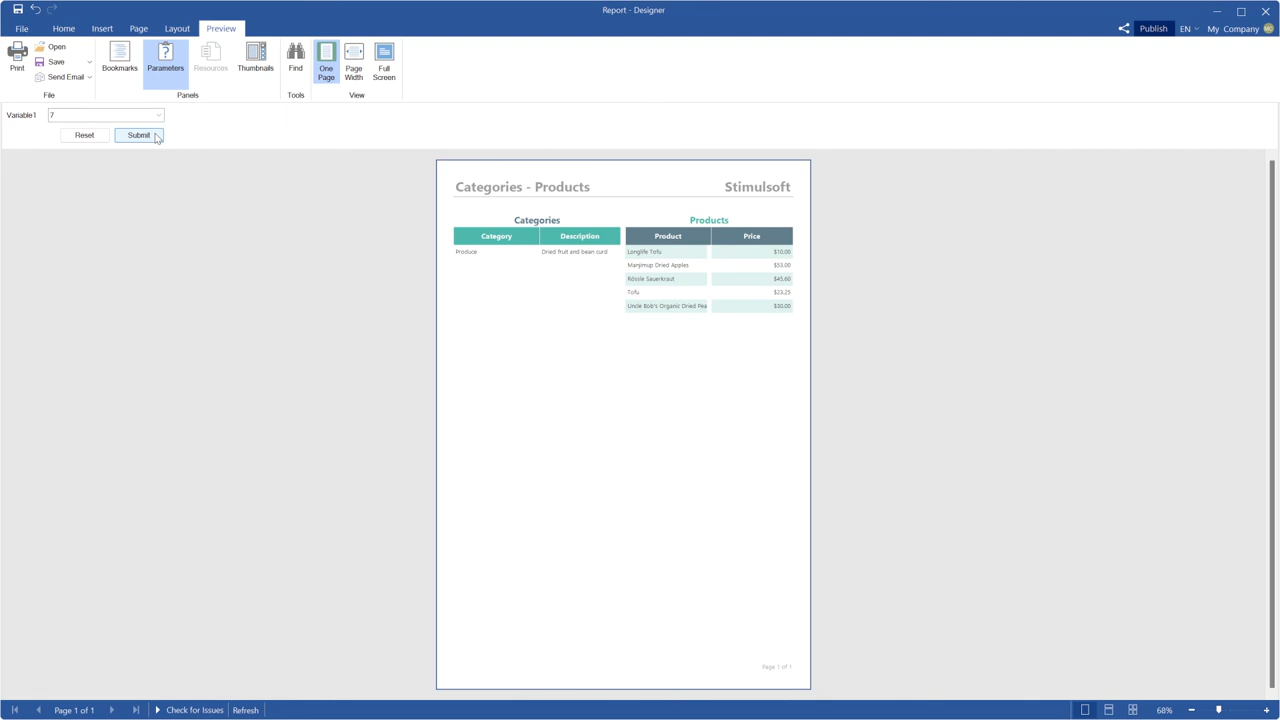 Report - Designer
File Home Insert Page Layout Preview
Publish EN My Company MC
Print
Open
Save
Send Email
File
Bookmarks Parameters Resources Thumbnails
Panels
Find
Tools
One Page Page Width Full Screen
View
Variable1 7
Reset Submit
Categories - Products Stimulsoft
Categories Products
Category Description Product Price
Produce Dried fruit and bean curd Longlife Tofu $10.00
Manjimup Dried Apples $53.00
Rössle Sauerkraut $45.60
Tofu $23.25
Uncle Bob's Organic Dried Pea $30.00
Page 1 of 1
Page 1 of 1 Check for Issues Refresh 68%